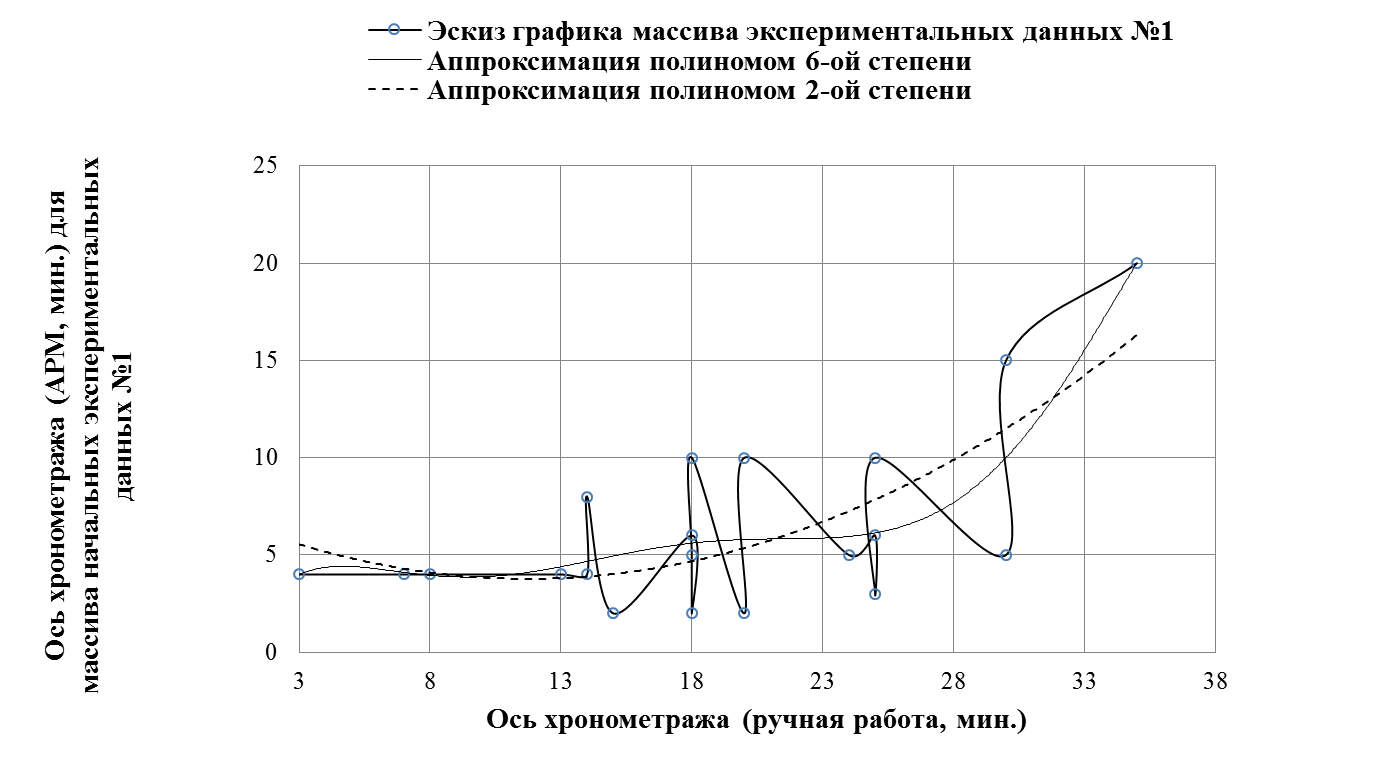 Эскиз графика массива экспериментальных данных №1
Аппроксимация полиномом 6-ой степени
Аппроксимация полиномом 2-ой степени
Ось хронометража (АРМ, мин.) для
массива начальных экспериментальных
данных №1
25
20
15
10
5
0
3 8 13 18 23 28 33 38
Ось хронометража (ручная работа, мин.)